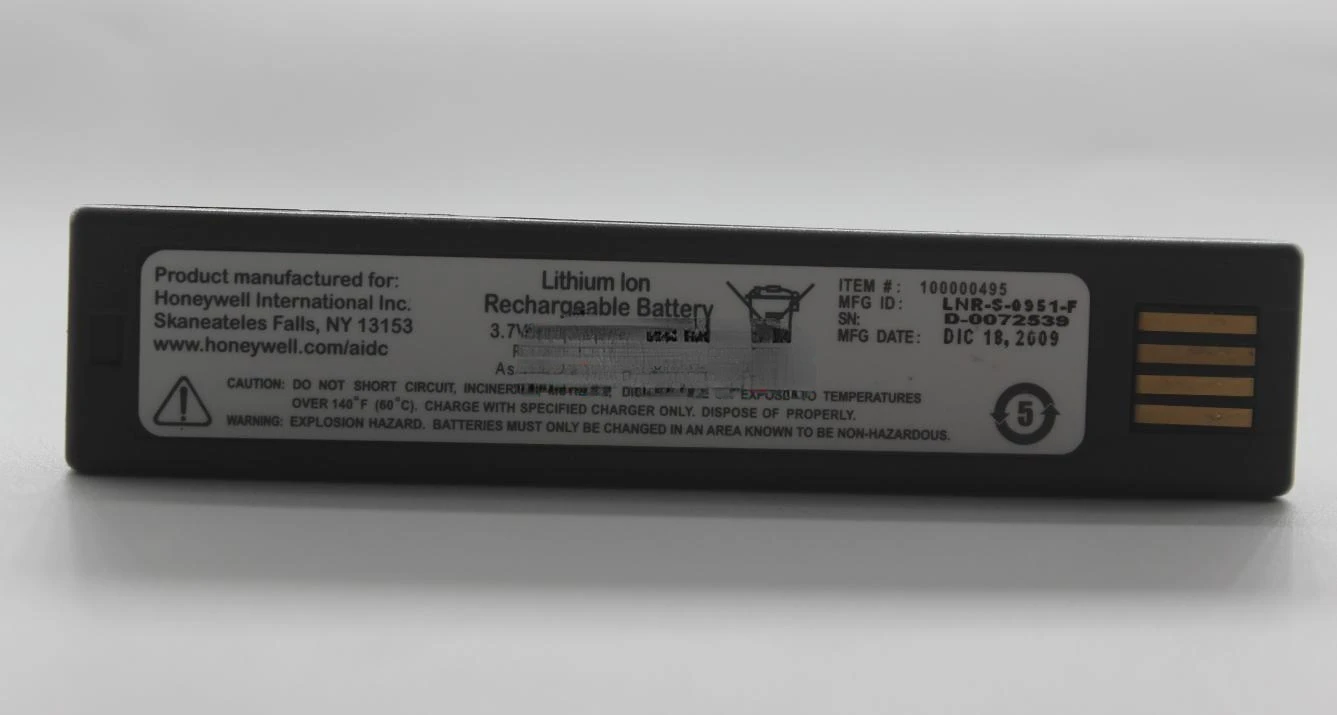 Product manufactured for:
Honeywell International Inc.
Skaneateles Falls, NY 13153
www.honeywell.com/aidc
Lithium Ion
Rechargeable Battery
3.7V
As
ITEM #: 100000495
MFG ID: LNR-S-0951-F
SN: D-0072539
MFG DATE: DIC 18, 2009
CAUTION: DO NOT SHORT CIRCUIT, TEMPERATURES
OVER 140°F (60°C). CHARGE WITH SPECIFIED CHARGER ONLY. DISPOSE OF PROPERLY.
WARNING: EXPLOSION HAZARD. BATTERIES MUST ONLY BE CHANGED IN AN AREA KNOWN TO BE NON-HAZARDOUS.
5